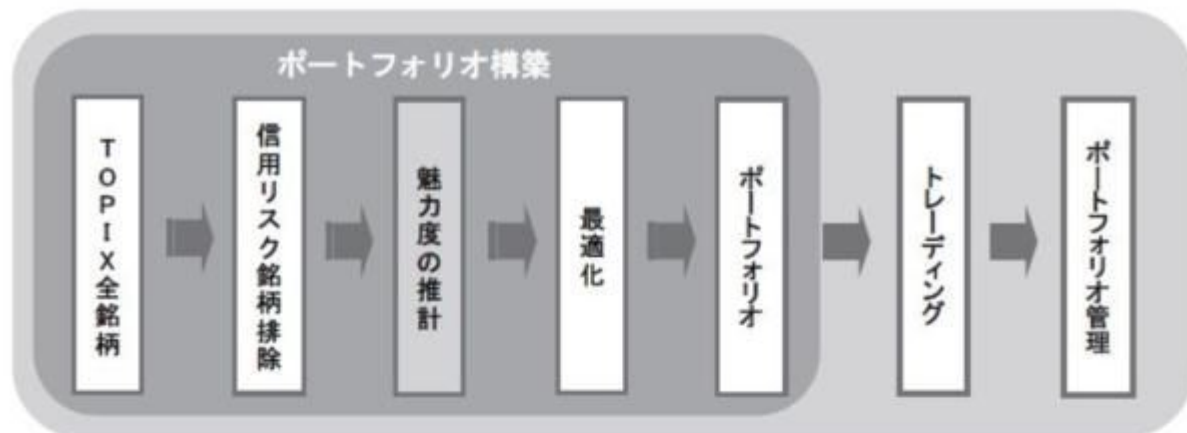 ポートフォリオ構築
TOPIX全銘柄
信用リスク銘柄排除
魅力度の推計
最適化
ポートフォリオ
トレーディング
ポートフォリオ管理